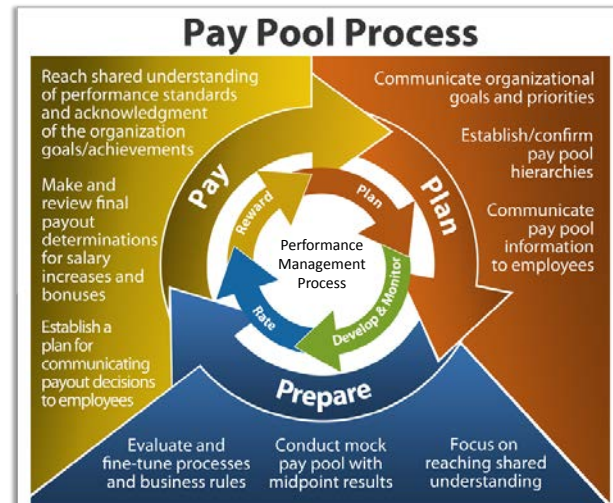 Pay Pool Process
Reach shared understanding
of performance standards
and acknowledgment
of the organization
goals/achievements
Make and
review final
payout
determinations
for salary
increases and
bonuses
Establish a
plan for
communicating
payout decisions
to employees
Communicate organizational
goals and priorities
Establish/confirm
pay pool
hierarchies
Communicate
pay pool
information
to employees
Pay
Plan
Prepare
Reward
Plan
Develop & Monitor
Rate
Performance
Management
Process
Evaluate and
fine-tune processes
and business rules
Conduct mock
pay pool with
midpoint results
Focus on
reaching shared
understanding